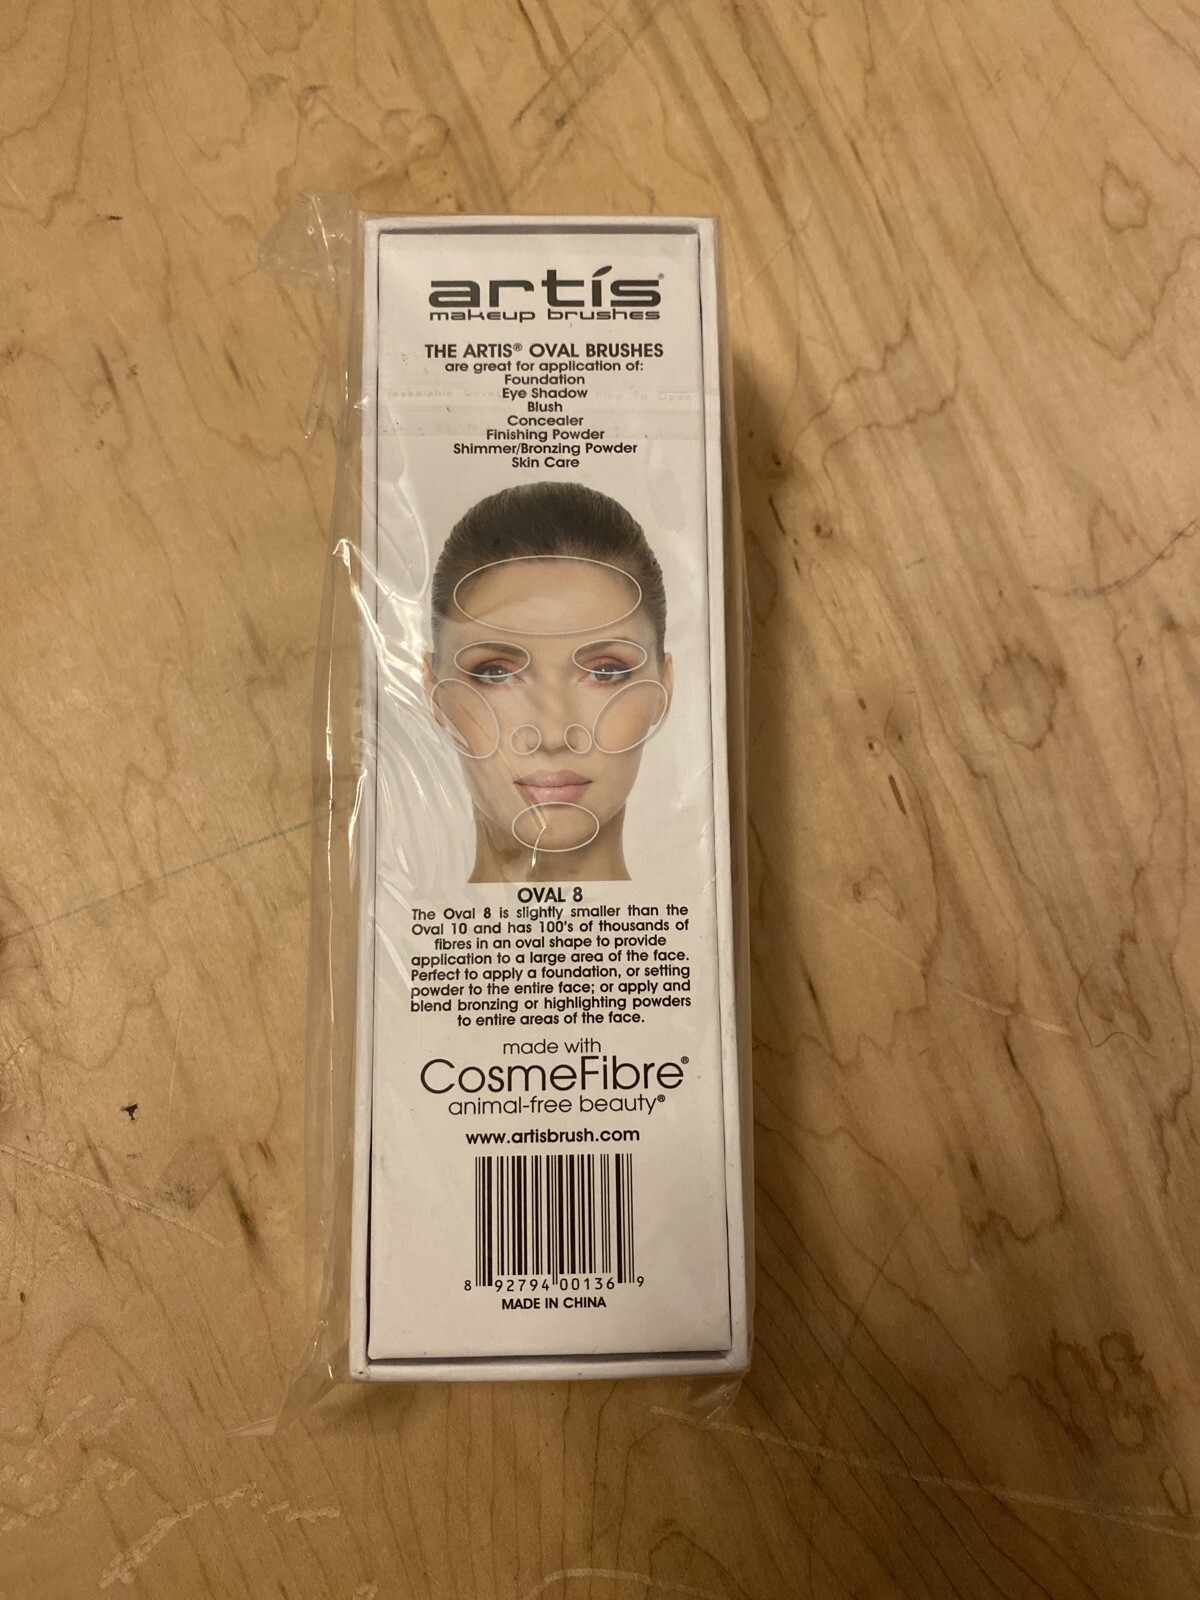 artís®
makeup brushes
THE ARTIS® OVAL BRUSHES
are great for application of:
Foundation
Eye Shadow
Blush
Concealer
Finishing Powder
Shimmer/Bronzing Powder
Skin Care
OVAL 8
The Oval 8 is slightly smaller than the
Oval 10 and has 100's of thousands of
fibres in an oval shape to provide
application to a large area of the face.
Perfect to apply a foundation, or setting
powder to the entire face; or apply and
blend bronzing or highlighting powders
to entire areas of the face.
made with
CosmeFibre®
animal-free beauty®
www.artisbrush.com
8 92794 00136 9
MADE IN CHINA